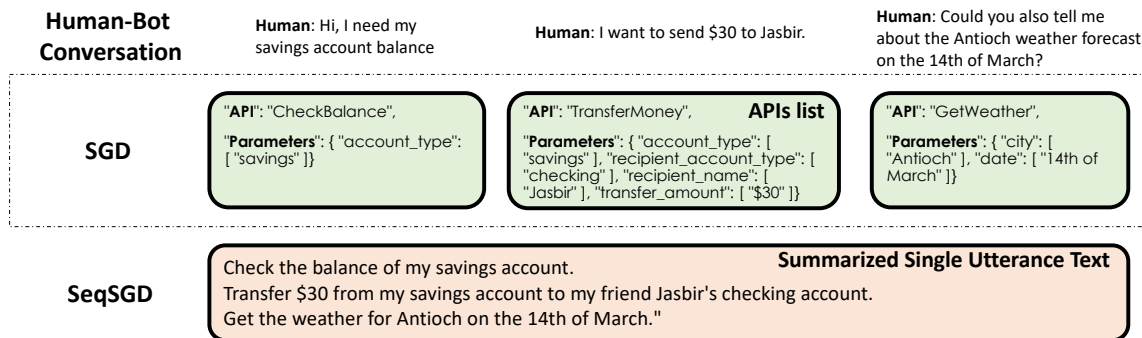 Human-Bot
Conversation
Human: Hi, I need my
savings account balance
Human: I want to send $30 to Jasbir.
Human: Could you also tell me
about the Antioch weather forecast
on the 14th of March?
SGD
"API": "CheckBalance",
"Parameters": { "account_type":
[ "savings" ]}
"API": "TransferMoney",
APIs list
"Parameters": { "account_type": [
"savings" ], "recipient_account_type": [
"checking" ], "recipient_name": [
"Jasbir" ], "transfer_amount": [ "$30" ]}
"API": "GetWeather",
"Parameters": { "city": [
"Antioch" ], "date": [ "14th of
March" ]}
SeqSGD
Summarized Single Utterance Text
Check the balance of my savings account.
Transfer $30 from my savings account to my friend Jasbir's checking account.
Get the weather for Antioch on the 14th of March."